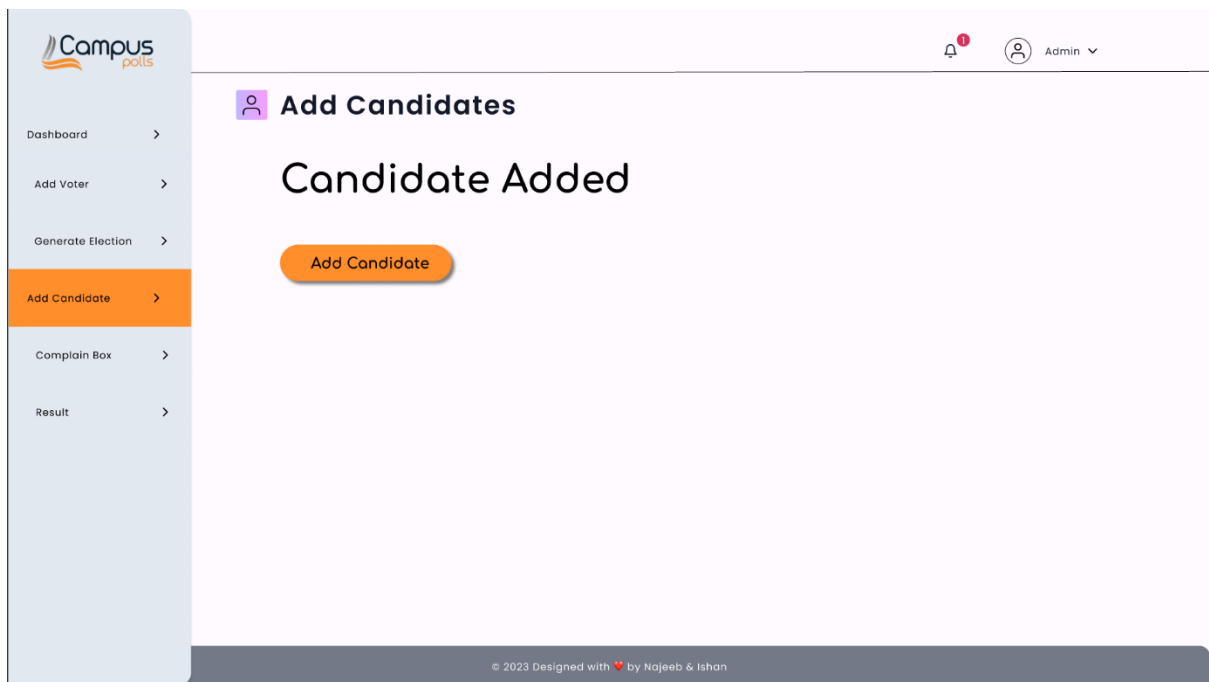 Campus
polls
1
Admin
Add Candidates
Dashboard
Candidate Added
Add Voter
Generate Election
Add Candidate
Add Candidate
Complain Box
Result
© 2023 Designed with ❤️ by Najeeb & Ishan